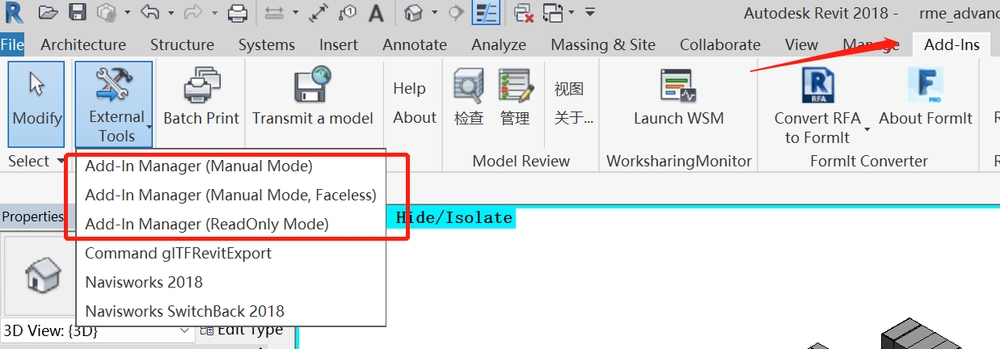 Autodesk Revit 2018 - rme_advanc
File Architecture Structure Systems Insert Annotate Analyze Massing & Site Collaborate View Manage Add-Ins
Modify
External Tools
Batch Print
Transmit a model
Help
About
检查
管理
视图
关于...
Launch WSM
Convert RFA to FormIt
RFA
About FormIt
PRO
Select
Model Review
WorksharingMonitor
FormIt Converter
Add-In Manager (Manual Mode)
Add-In Manager (Manual Mode, Faceless)
Add-In Manager (ReadOnly Mode)
Command glTFRevitExport
Navisworks 2018
Navisworks SwitchBack 2018
Properties
Hide/Isolate
3D View: {3D}
Edit Type